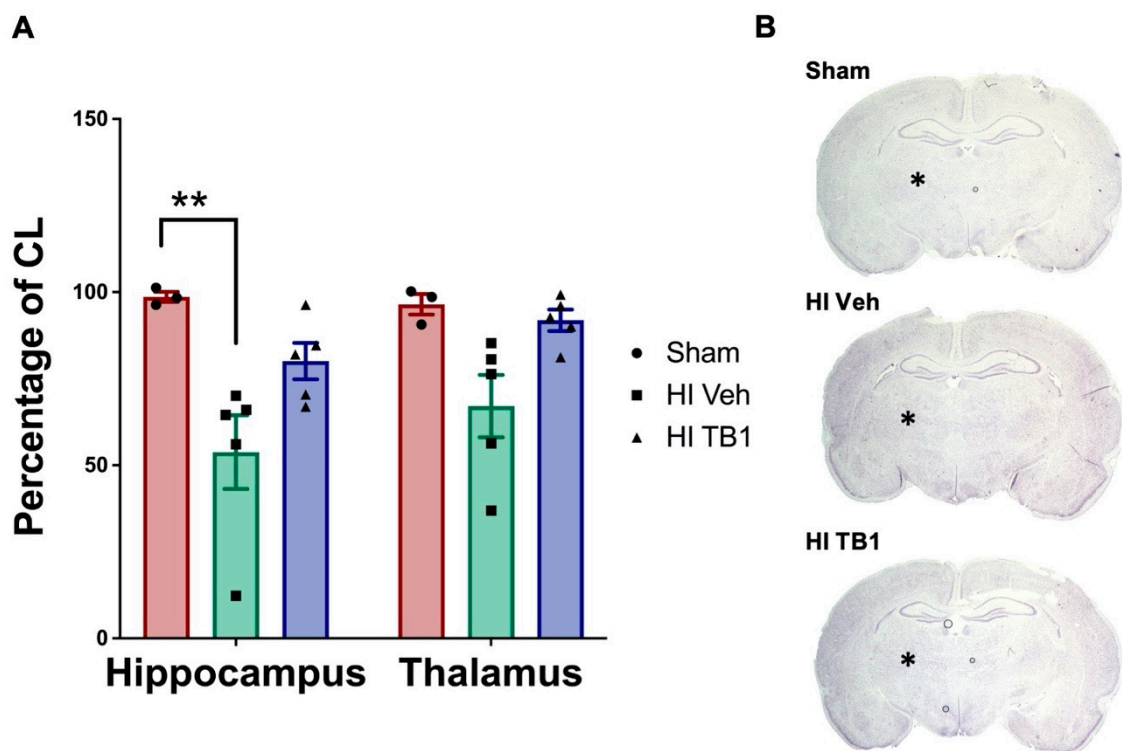 A
Percentage of CL
150
100
50
0
**
Hippocampus
Thalamus
Sham
HI Veh
HI TB1
B
Sham
*
HI Veh
*
HI TB1
*